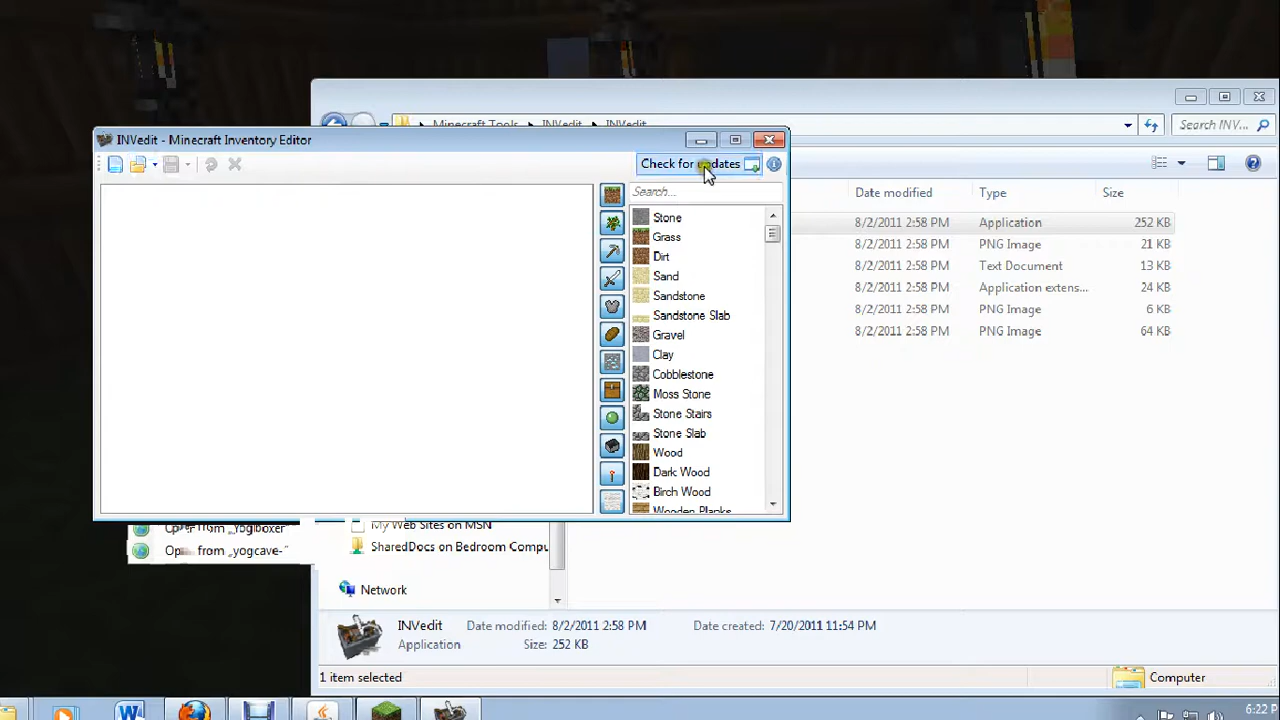 Minecraft Tools ▸ INVedit ▸ INVedit
Search INV...
INVedit - Minecraft Inventory Editor
Check for updates
Search...
Stone
Grass
Dirt
Sand
Sandstone
Sandstone Slab
Gravel
Clay
Cobblestone
Moss Stone
Stone Stairs
Stone Slab
Wood
Dark Wood
Birch Wood
Wooden Planks
Date modified Type Size
8/2/2011 2:58 PM Application 252 KB
8/2/2011 2:58 PM PNG Image 21 KB
8/2/2011 2:58 PM Text Document 13 KB
8/2/2011 2:58 PM Application extens... 24 KB
8/2/2011 2:58 PM PNG Image 6 KB
8/2/2011 2:58 PM PNG Image 64 KB
from „Yogiboxer"
from „yogcave-"
My Web Sites on MSN
SharedDocs on Bedroom Compu
Network
INVedit Date modified: 8/2/2011 2:58 PM Date created: 7/20/2011 11:54 PM
Application Size: 252 KB
1 item selected
Computer
6:22 P